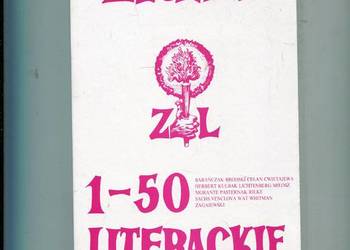 Z L
1–50
BARAŃCZAK BRODSKI CELAN CWIETAJEWA
HERBERT KULBAK LICHTENBERG MIŁOSZ
MORANTE PASTERNAK RILKE
SACHS VENCLOVA WAT WHITMAN
ZAGAJEWSKI
LITERACKIE